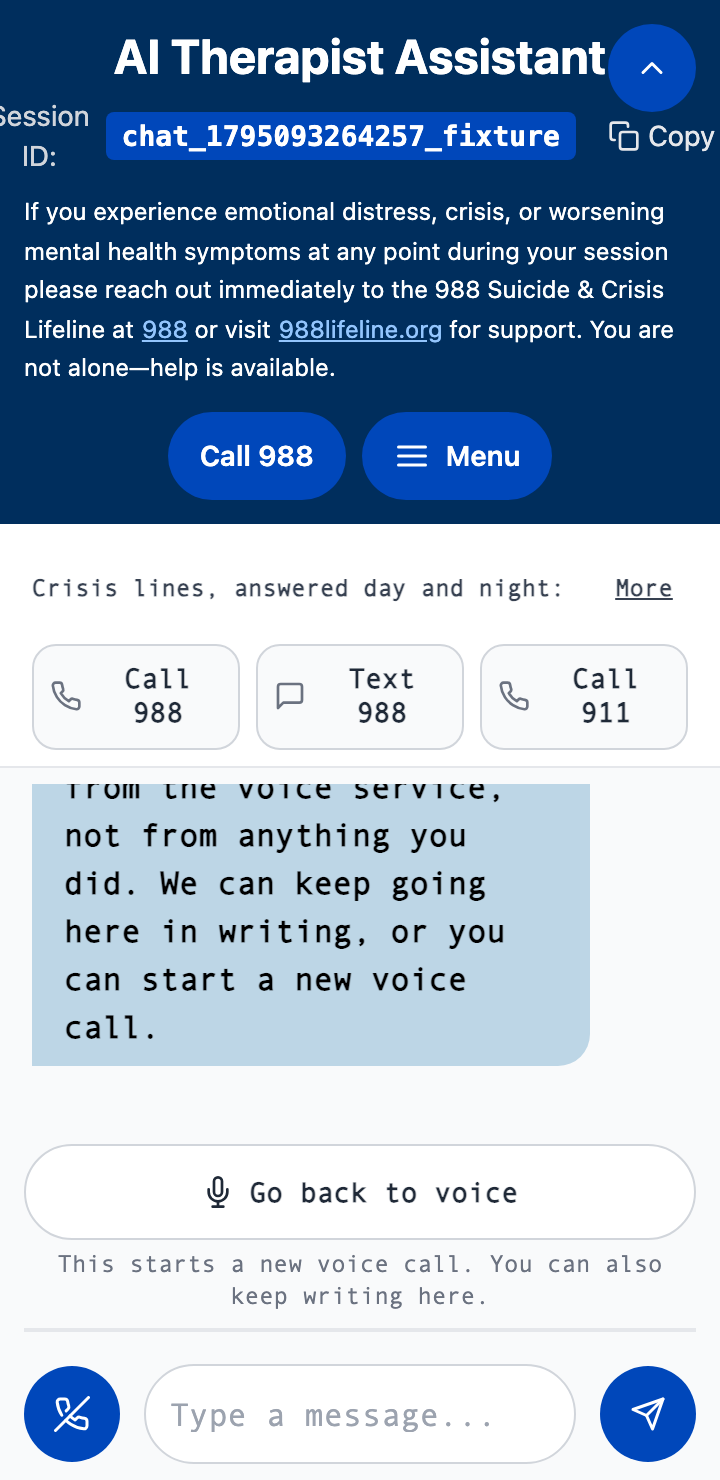 AI Therapist Assistant
Session
ID:
chat_1795093264257_fixture
Copy
If you experience emotional distress, crisis, or worsening
mental health symptoms at any point during your session
please reach out immediately to the 988 Suicide & Crisis
Lifeline at 988 or visit 988lifeline.org for support. You are
not alone—help is available.
Call 988
Menu
Crisis lines, answered day and night:
More
Call
988
Text
988
Call
911
from the voice service,
not from anything you
did. We can keep going
here in writing, or you
can start a new voice
call.
Go back to voice
This starts a new voice call. You can also
keep writing here.
Type a message...